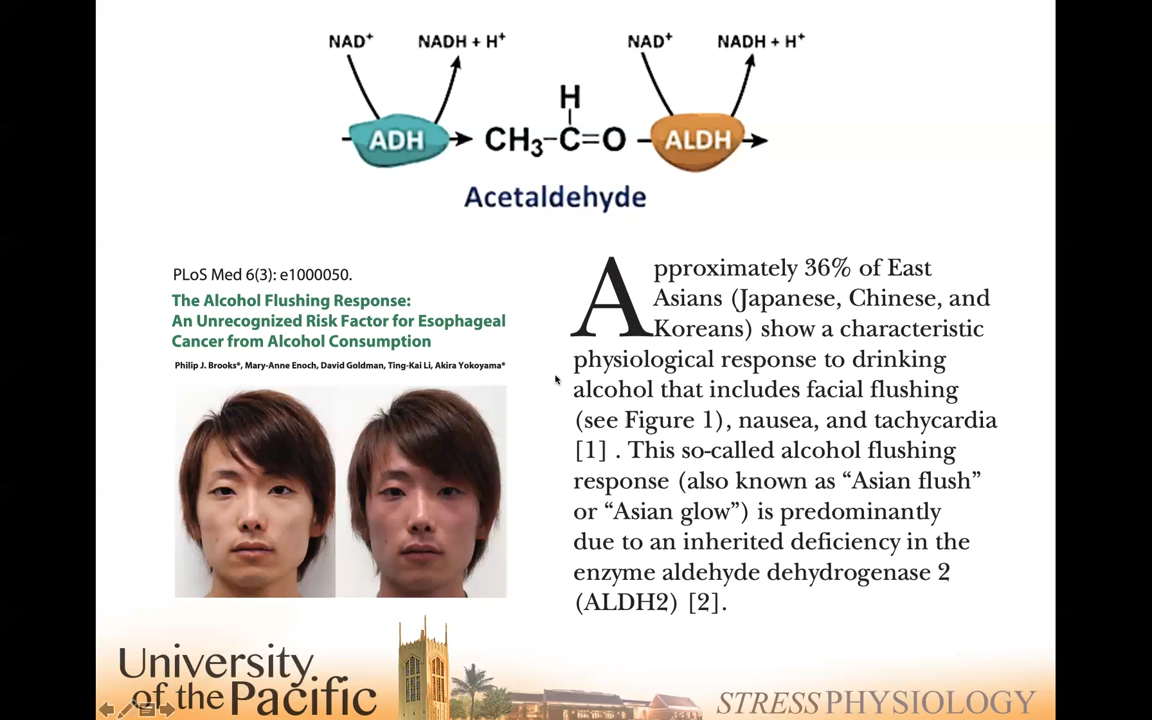 NAD+ NADH + H+ NAD+ NADH + H+
H
ADH CH3-C=O ALDH
Acetaldehyde
PLoS Med 6(3): e1000050.
The Alcohol Flushing Response:
An Unrecognized Risk Factor for Esophageal
Cancer from Alcohol Consumption
Philip J. Brooks*, Mary-Anne Enoch, David Goldman, Ting-Kai Li, Akira Yokoyama*
Approximately 36% of East
Asians (Japanese, Chinese, and
Koreans) show a characteristic
physiological response to drinking
alcohol that includes facial flushing
(see Figure 1), nausea, and tachycardia
[1] . This so-called alcohol flushing
response (also known as “Asian flush”
or “Asian glow”) is predominantly
due to an inherited deficiency in the
enzyme aldehyde dehydrogenase 2
(ALDH2) [2].
University
of the Pacific
STRESS PHYSIOLOGY